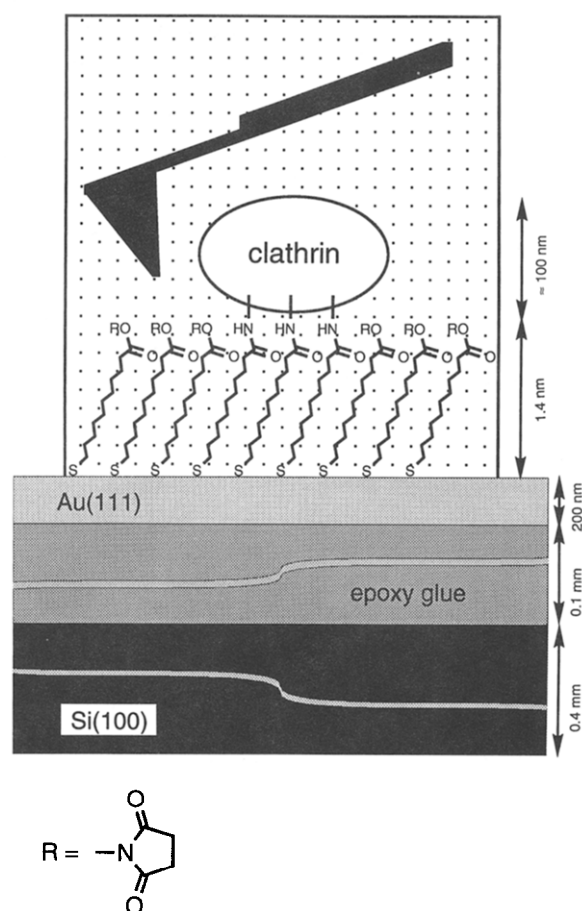 clathrin
≈ 100 nm
RO RO RO HN HN HN RO RO RO
O O O O O O O O O
1.4 nm
S S S S S S S S S
Au(111)
200 nm
epoxy glue
0.1 mm
Si(100)
0.4 mm
O
R = –N
O